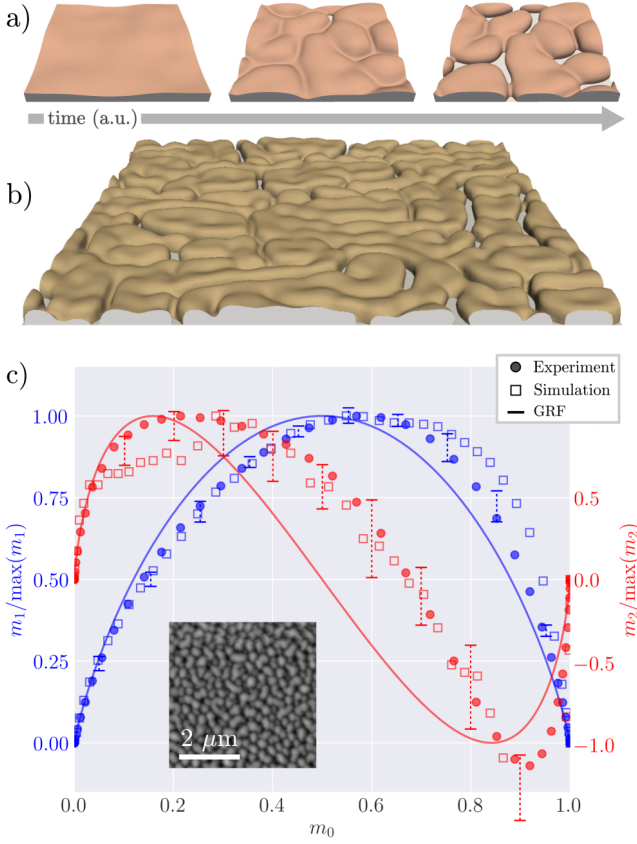 a)
time (a.u.)
b)
c)
Experiment
Simulation
GRF
1.00
0.75
0.50
0.25
0.00
m₁/max(m₁)
0.5
0.0
−0.5
−1.0
m₂/max(m₂)
2 μm
0.0 0.2 0.4 0.6 0.8 1.0
m₀